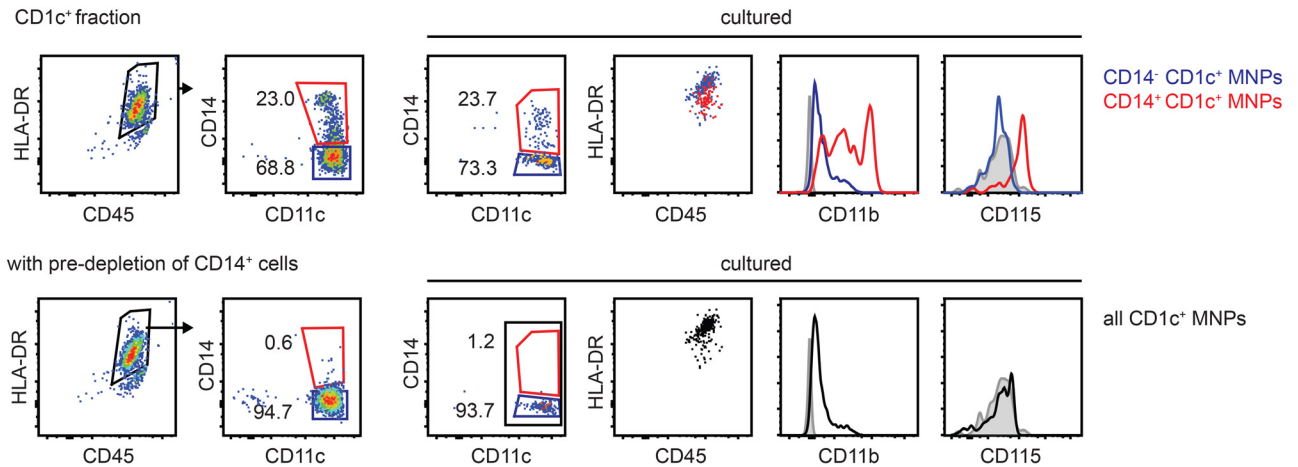 CD1c⁺ fraction
cultured
HLA-DR
CD45
CD14
23.0
68.8
CD11c
CD14
23.7
73.3
CD11c
HLA-DR
CD45
CD11b
CD115
CD14⁻ CD1c⁺ MNPs
CD14⁺ CD1c⁺ MNPs
with pre-depletion of CD14⁺ cells
cultured
HLA-DR
CD45
CD14
0.6
94.7
CD11c
CD14
1.2
93.7
CD11c
HLA-DR
CD45
CD11b
CD115
all CD1c⁺ MNPs